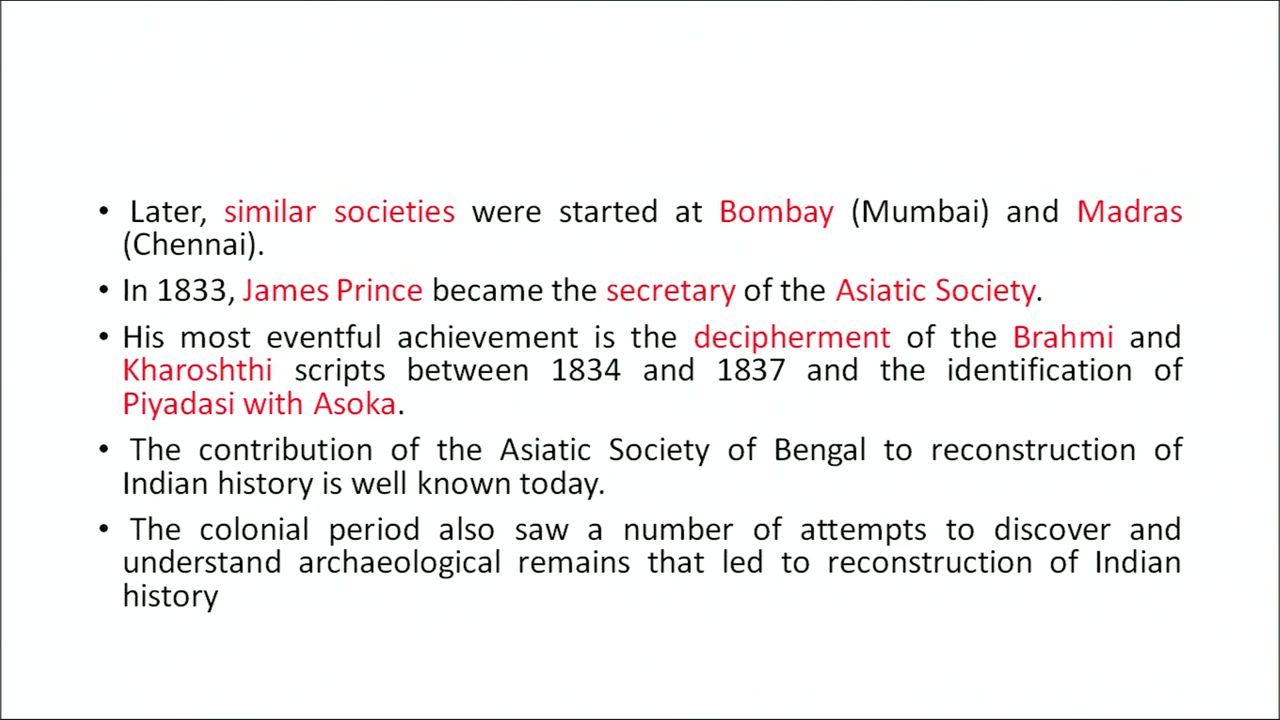 • Later, similar societies were started at Bombay (Mumbai) and Madras
(Chennai).
• In 1833, James Prince became the secretary of the Asiatic Society.
• His most eventful achievement is the decipherment of the Brahmi and
Kharoshthi scripts between 1834 and 1837 and the identification of
Piyadasi with Asoka.
• The contribution of the Asiatic Society of Bengal to reconstruction of
Indian history is well known today.
• The colonial period also saw a number of attempts to discover and
understand archaeological remains that led to reconstruction of Indian
history